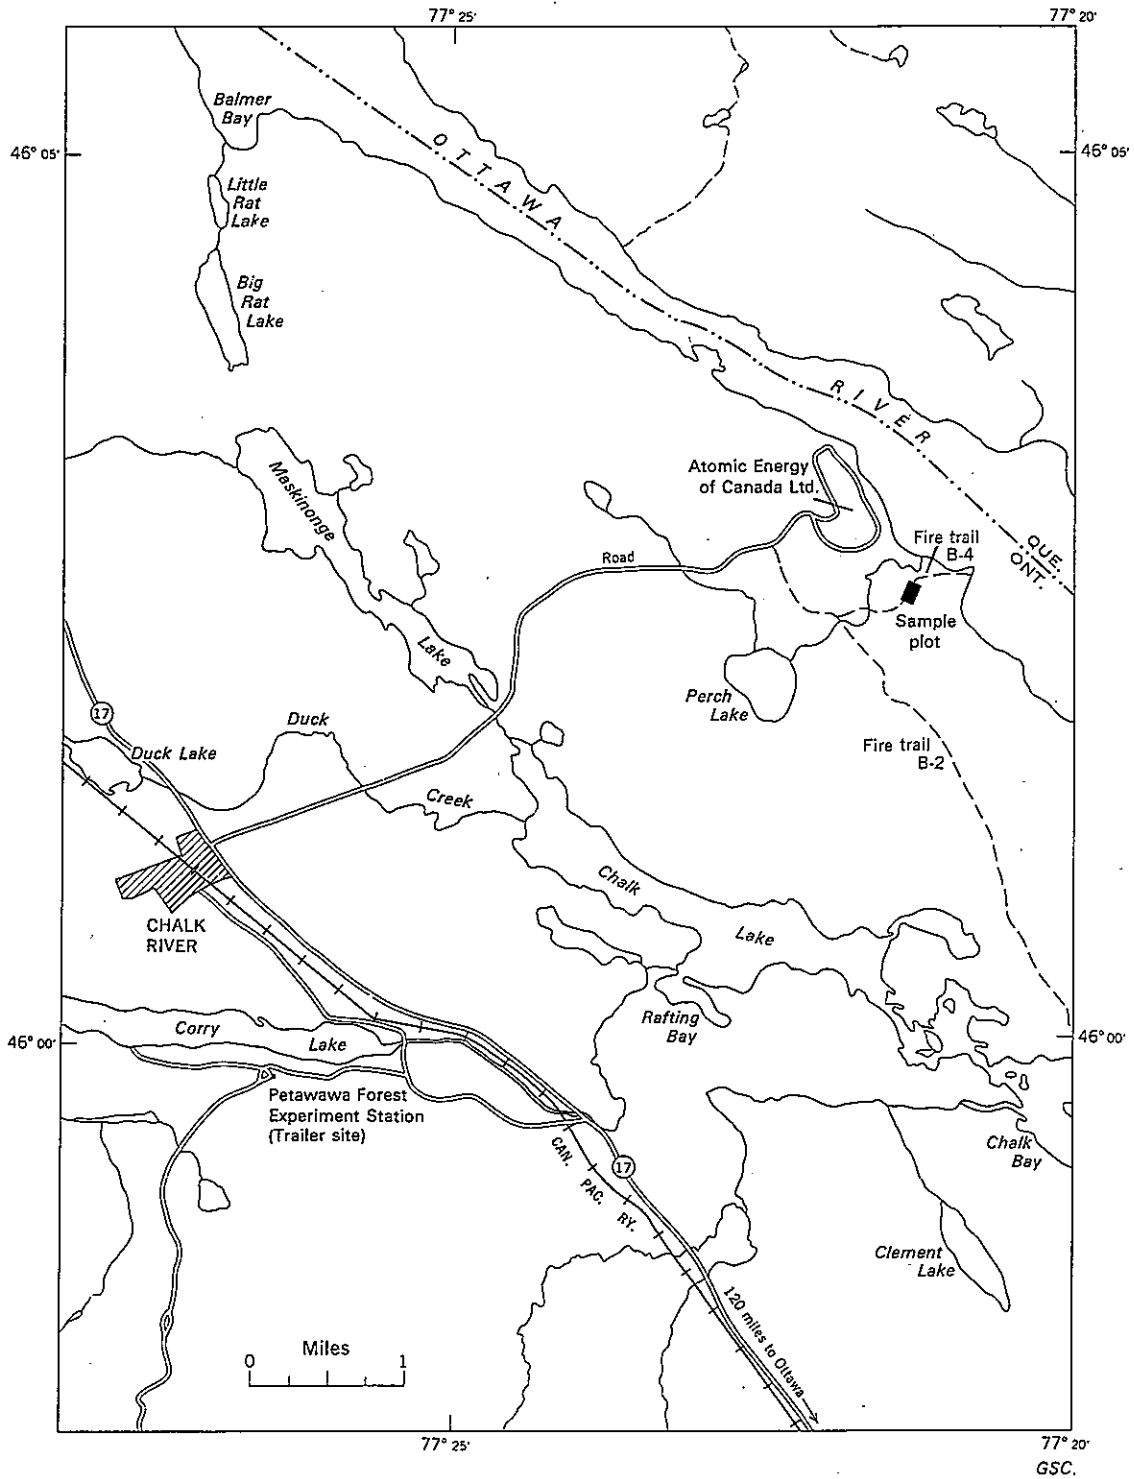 77° 25'
77° 20'
Balmer
Bay
46° 05'
46° 05'
OTTAWA
Little
Rat
Lake
Big
Rat
Lake
RIVER
Maskinonge
Lake
Atomic Energy
of Canada Ltd.
Fire trail
B-4
QUE.
ONT.
Road
Sample
plot
Perch
Lake
17
Duck
Duck Lake
Fire trail
B-2
Creek
CHALK
RIVER
Chalk
Lake
Corry
Lake
Rafting
Bay
46° 00'
46° 00'
Petawawa Forest
Experiment Station
(Trailer site)
CAN.
PAC.
RY.
17
Chalk
Bay
Clement
Lake
120 miles to Ottawa
Miles
0
1
77° 25'
77° 20'
GSC.